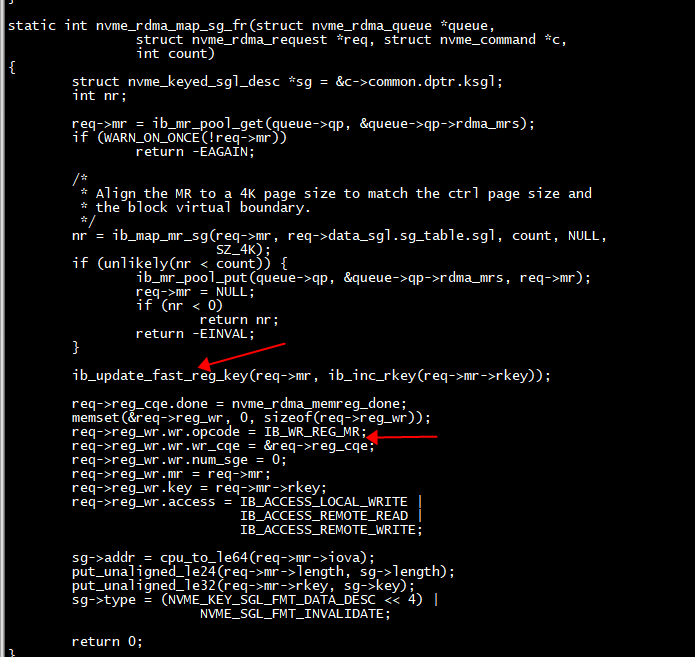 }
static int nvme_rdma_map_sg_fr(struct nvme_rdma_queue *queue,
struct nvme_rdma_request *req, struct nvme_command *c,
int count)
{
struct nvme_keyed_sgl_desc *sg = &c->common.dptr.ksgl;
int nr;
req->mr = ib_mr_pool_get(queue->qp, &queue->qp->rdma_mrs);
if (WARN_ON_ONCE(!req->mr))
return -EAGAIN;
/*
* Align the MR to a 4K page size to match the ctrl page size and
* the block virtual boundary.
*/
nr = ib_map_mr_sg(req->mr, req->data_sgl.sg_table.sgl, count, NULL,
SZ_4K);
if (unlikely(nr < count)) {
ib_mr_pool_put(queue->qp, &queue->qp->rdma_mrs, req->mr);
req->mr = NULL;
if (nr < 0)
return nr;
return -EINVAL;
}
ib_update_fast_reg_key(req->mr, ib_inc_rkey(req->mr->rkey));
req->reg_cqe.done = nvme_rdma_memreg_done;
memset(&req->reg_wr, 0, sizeof(req->reg_wr));
req->reg_wr.wr.opcode = IB_WR_REG_MR;
req->reg_wr.wr.wr_cqe = &req->reg_cqe;
req->reg_wr.wr.num_sge = 0;
req->reg_wr.mr = req->mr;
req->reg_wr.key = req->mr->rkey;
req->reg_wr.access = IB_ACCESS_LOCAL_WRITE |
IB_ACCESS_REMOTE_READ |
IB_ACCESS_REMOTE_WRITE;
sg->addr = cpu_to_le64(req->mr->iova);
put_unaligned_le24(req->mr->length, sg->length);
put_unaligned_le32(req->mr->rkey, sg->key);
sg->type = (NVME_KEY_SGL_FMT_DATA_DESC << 4) |
NVME_SGL_FMT_INVALIDATE;
return 0;
}